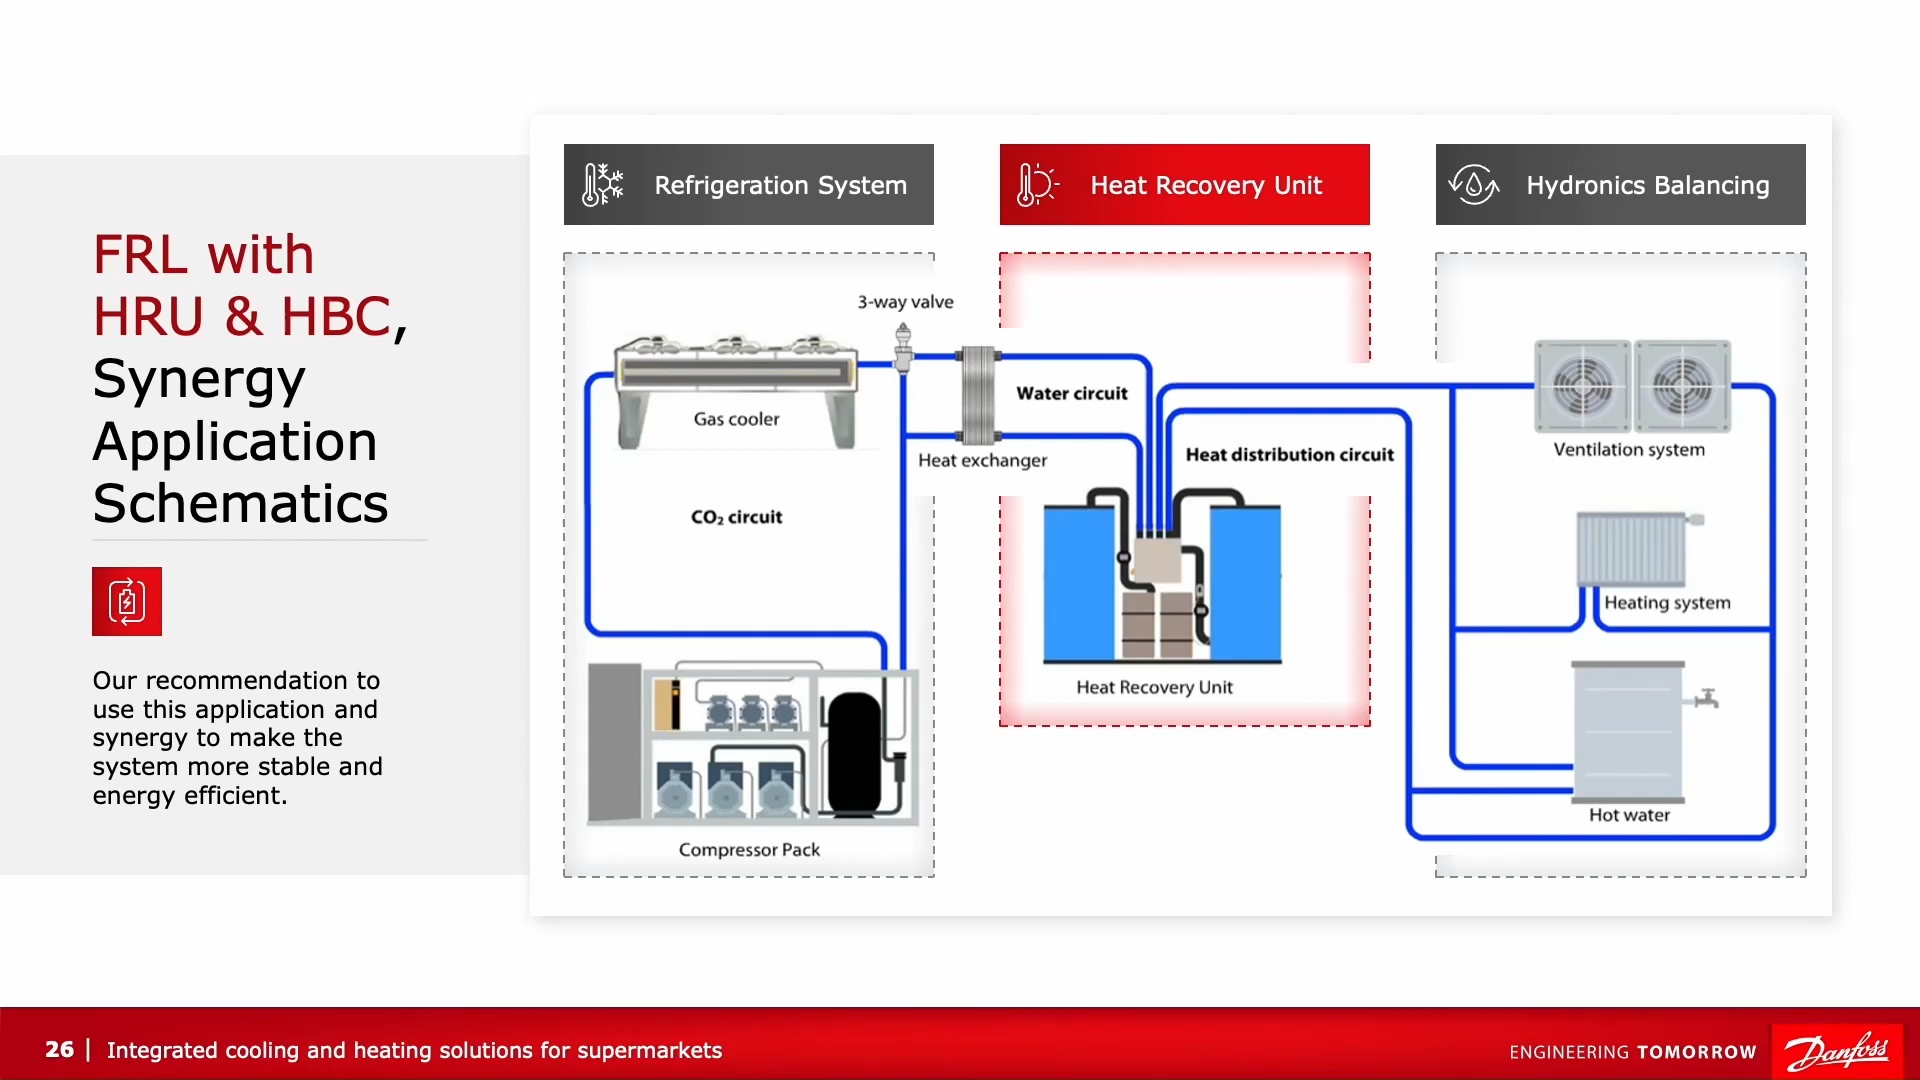 FRL with
HRU & HBC,
Synergy
Application
Schematics
Our recommendation to
use this application and
synergy to make the
system more stable and
energy efficient.
Refrigeration System
Heat Recovery Unit
Hydronics Balancing
3-way valve
Gas cooler
Water circuit
Heat exchanger
CO₂ circuit
Compressor Pack
Heat distribution circuit
Heat Recovery Unit
Ventilation system
Heating system
Hot water
26 | Integrated cooling and heating solutions for supermarkets
ENGINEERING TOMORROW
Danfoss